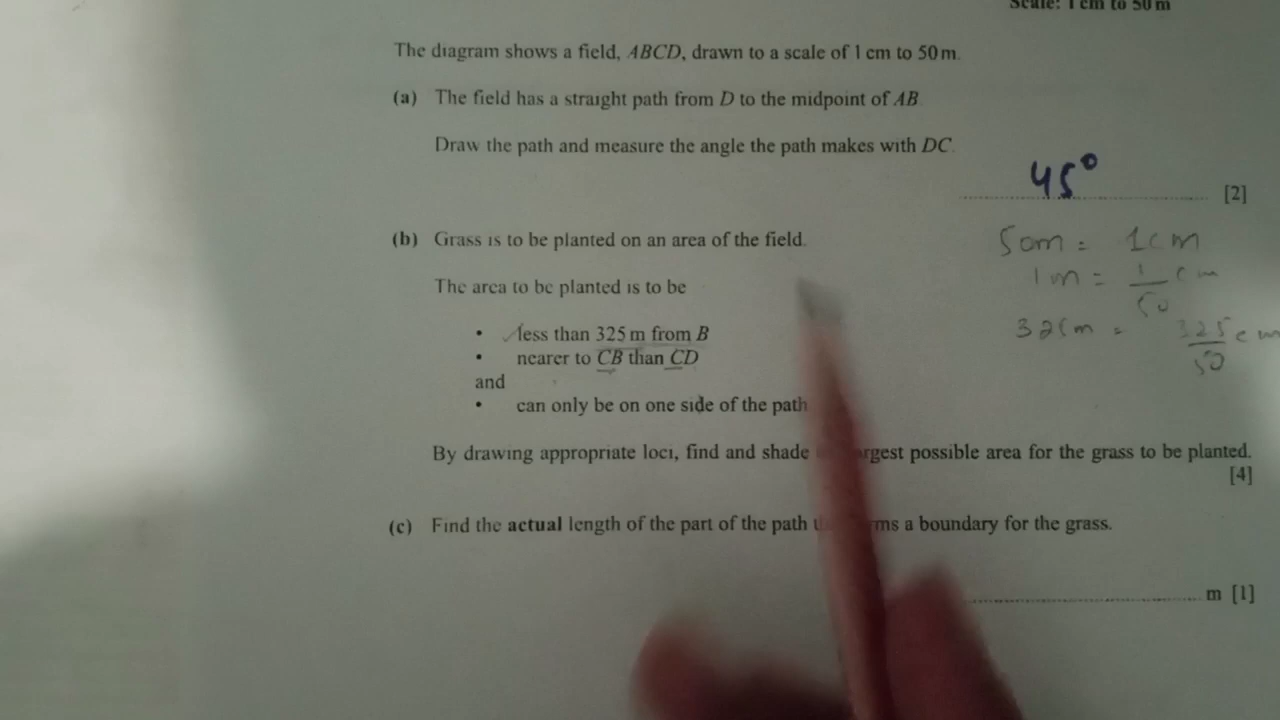 Scale: 1 cm to 50 m
The diagram shows a field, ABCD, drawn to a scale of 1 cm to 50 m.
(a) The field has a straight path from D to the midpoint of AB
Draw the path and measure the angle the path makes with DC.
45° [2]
(b) Grass is to be planted on an area of the field.
50m = 1cm
The area to be planted is to be
1m = 1/50 cm
• less than 325 m from B
325m = 325/50 cm
• nearer to CB than CD
and
• can only be on one side of the path
By drawing appropriate loci, find and shade largest possible area for the grass to be planted.
[4]
(c) Find the actual length of the part of the path a boundary for the grass.
m [1]